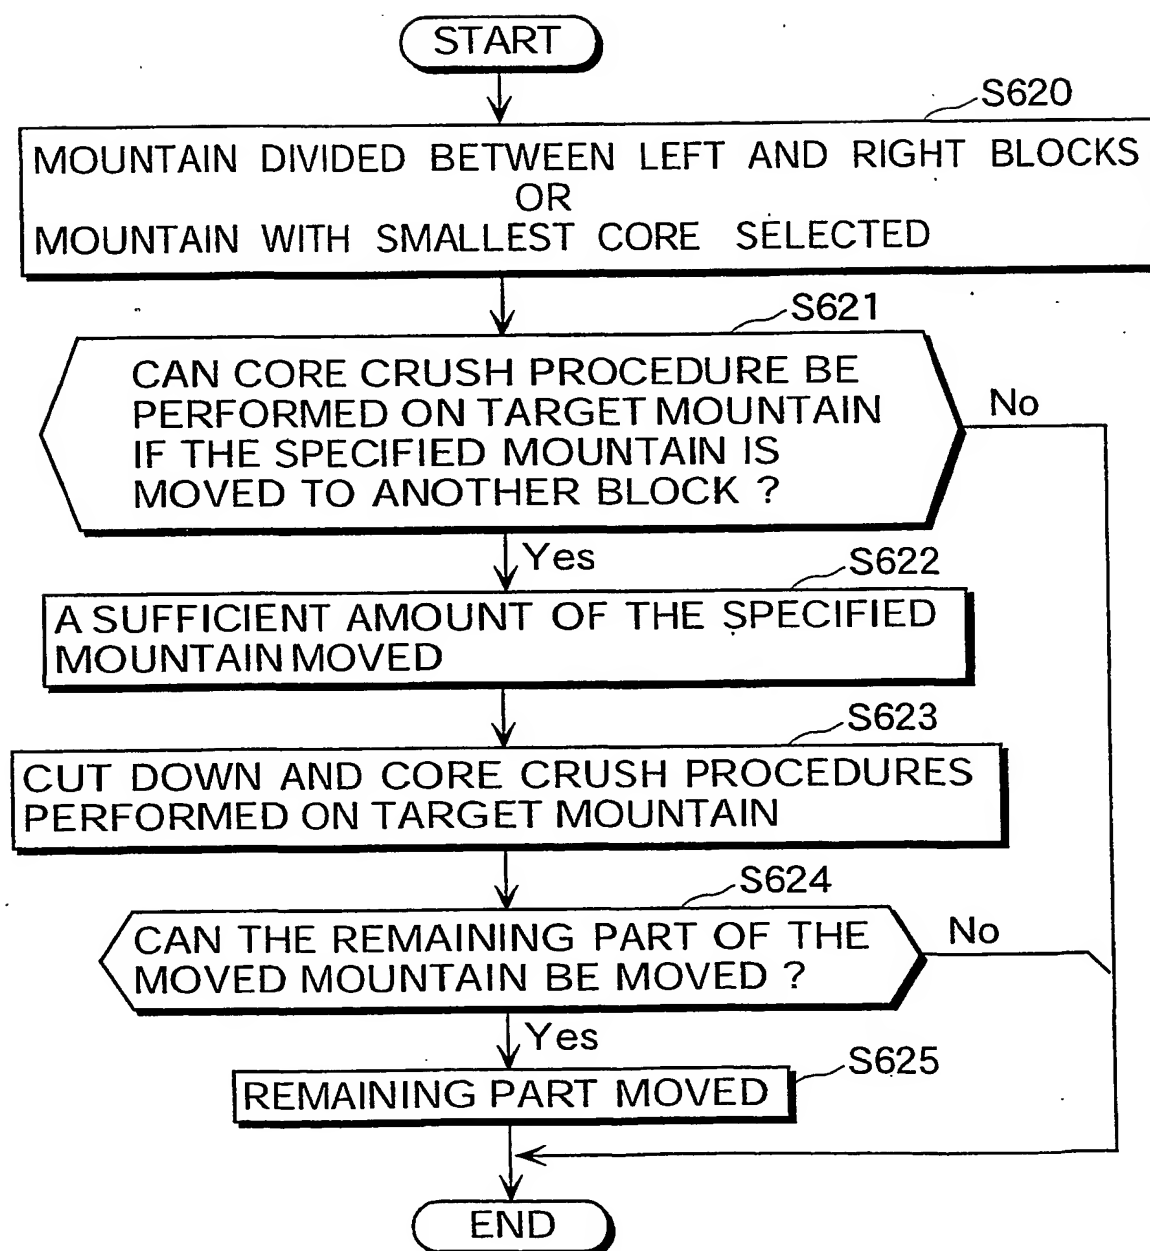 START
S620
MOUNTAIN DIVIDED BETWEEN LEFT AND RIGHT BLOCKS
OR
MOUNTAIN WITH SMALLEST CORE SELECTED
S621
CAN CORE CRUSH PROCEDURE BE
PERFORMED ON TARGET MOUNTAIN
IF THE SPECIFIED MOUNTAIN IS
MOVED TO ANOTHER BLOCK ?
No
Yes
S622
A SUFFICIENT AMOUNT OF THE SPECIFIED
MOUNTAIN MOVED
S623
CUT DOWN AND CORE CRUSH PROCEDURES
PERFORMED ON TARGET MOUNTAIN
S624
CAN THE REMAINING PART OF THE
MOVED MOUNTAIN BE MOVED ?
No
Yes
S625
REMAINING PART MOVED
END